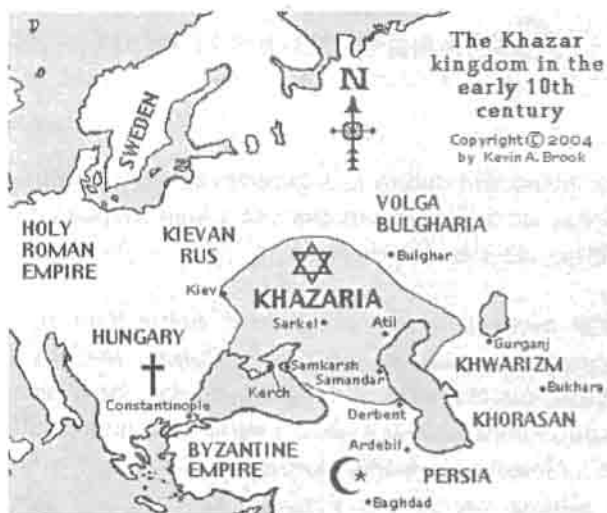 The Khazar
kingdom in the
early 10th
century
Copyright © 2004
by Kevin A. Brook
N
SWEDEN
HOLY
ROMAN
EMPIRE
KIEVAN
RUS
VOLGA
BULGHARIA
Bulghar
Kiev
KHAZARIA
Sarkel
Atil
Gurganj
HUNGARY
Samkarsh
Samandar
KHWARIZM
Kerch
Bukhara
Constantinople
Derbent
KHORASAN
Ardebil
BYZANTINE
EMPIRE
PERSIA
Baghdad